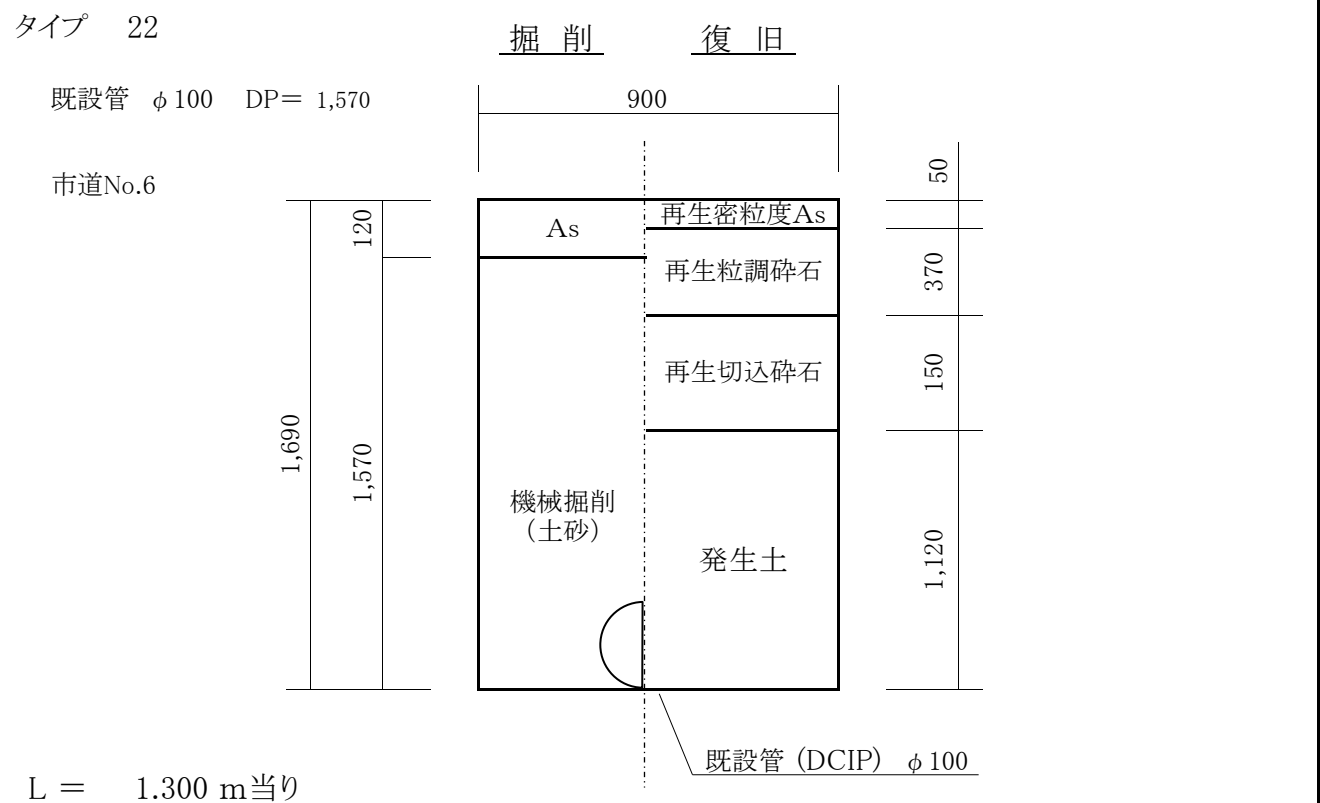 タイプ 22
掘 削 復 旧
既設管 φ100 DP= 1,570
900
市道No.6
50
120
As
再生密粒度As
再生粒調砕石
370
再生切込砕石
150
1,690
1,570
機械掘削
(土砂)
発生土
1,120
既設管 (DCIP) φ100
L = 1.300 m当り